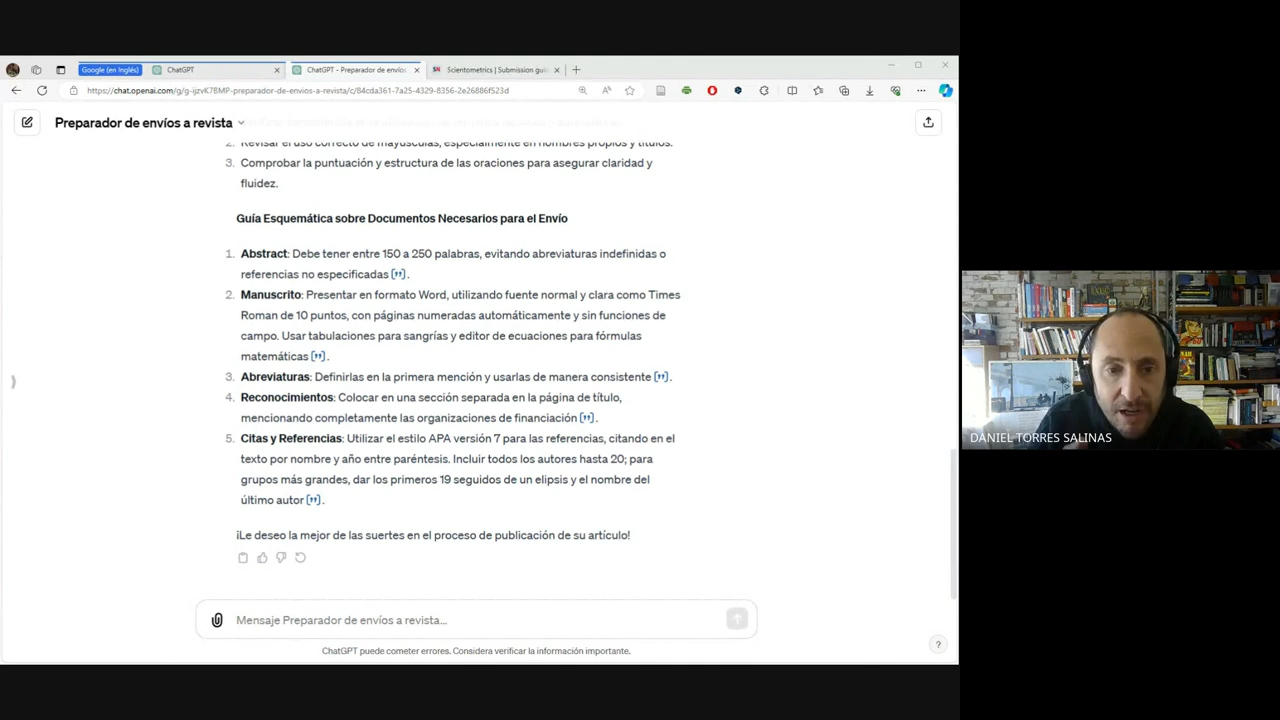 Google (en Inglés)
ChatGPT
ChatGPT - Preparador de envíos
Scientometrics | Submission gui
https://chat.openai.com/g/g-ijzvK7BMP-preparador-de-envios-a-revista/c/84cda361-7a25-4329-8356-2e26886f523d
Preparador de envíos a revista
2. Revisar el uso correcto de mayúsculas, especialmente en nombres propios y títulos.
3. Comprobar la puntuación y estructura de las oraciones para asegurar claridad y
fluidez.
Guía Esquemática sobre Documentos Necesarios para el Envío
1. Abstract: Debe tener entre 150 a 250 palabras, evitando abreviaturas indefinidas o
referencias no especificadas ["].
2. Manuscrito: Presentar en formato Word, utilizando fuente normal y clara como Times
Roman de 10 puntos, con páginas numeradas automáticamente y sin funciones de
campo. Usar tabulaciones para sangrías y editor de ecuaciones para fórmulas
matemáticas ["].
3. Abreviaturas: Definirlas en la primera mención y usarlas de manera consistente ["].
4. Reconocimientos: Colocar en una sección separada en la página de título,
mencionando completamente las organizaciones de financiación ["].
5. Citas y Referencias: Utilizar el estilo APA versión 7 para las referencias, citando en el
texto por nombre y año entre paréntesis. Incluir todos los autores hasta 20; para
grupos más grandes, dar los primeros 19 seguidos de un elipsis y el nombre del
último autor ["].
¡Le deseo la mejor de las suertes en el proceso de publicación de su artículo!
Mensaje Preparador de envíos a revista...
ChatGPT puede cometer errores. Considera verificar la información importante.
?
DANIEL TORRES SALINAS